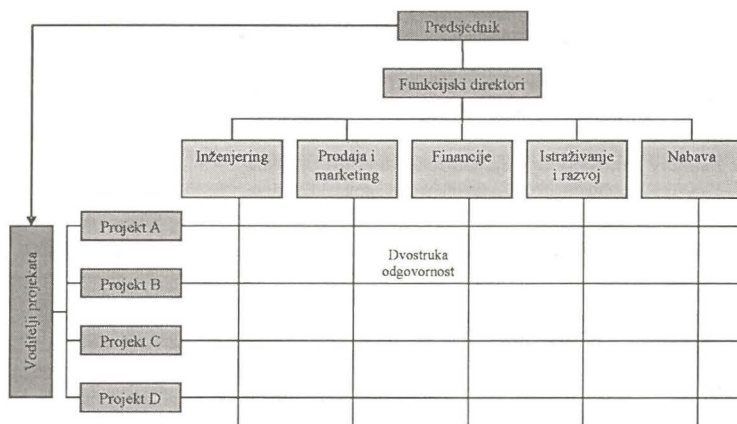 Predsjednik
Funkcijski direktori
Inženjering
Prodaja i
marketing
Financije
Istraživanje
i razvoj
Nabava
Voditelji projekata
Projekt A
Dvostruka
odgovornost
Projekt B
Projekt C
Projekt D